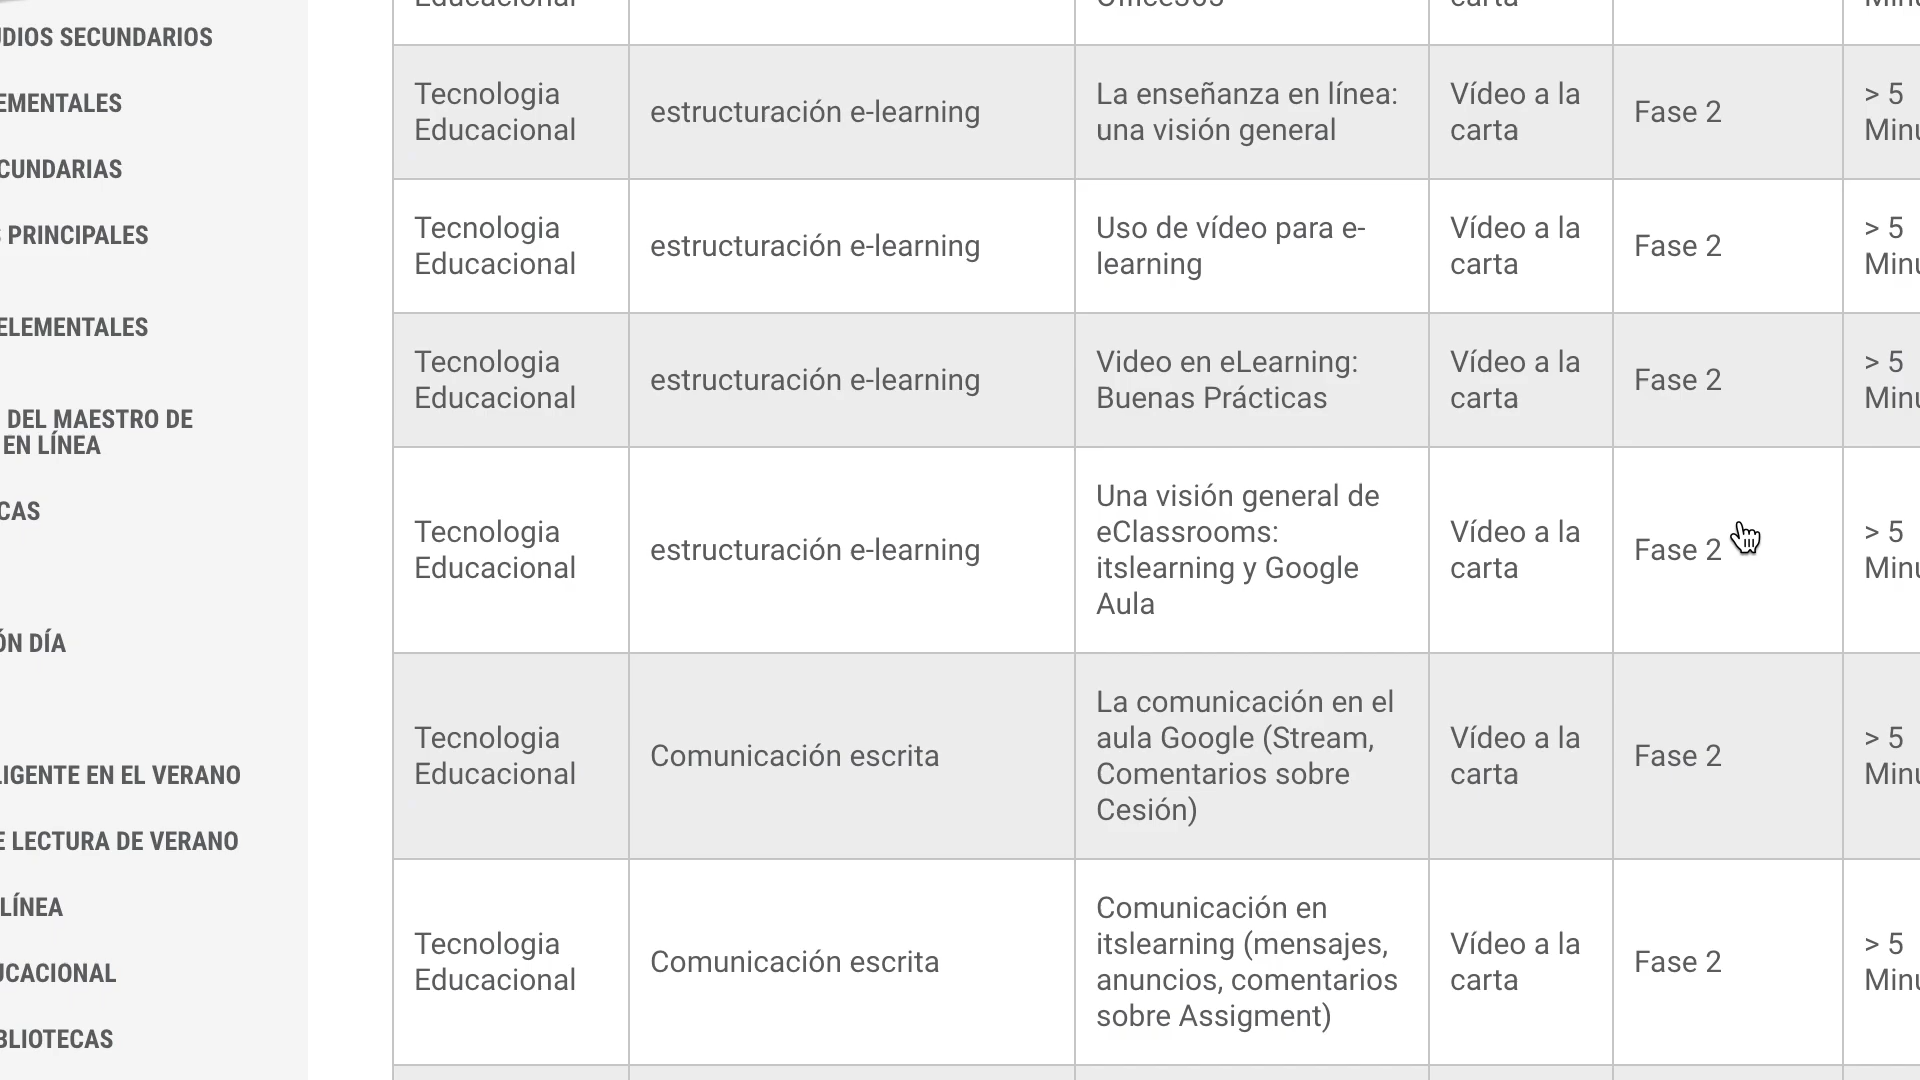 Educacional
Office365
carta
UDIOS SECUNDARIOS
EMENTALES
CUNDARIAS
PRINCIPALES
ELEMENTALES
DEL MAESTRO DE
EN LÍNEA
CAS
ÓN DÍA
LIGENTE EN EL VERANO
E LECTURA DE VERANO
LÍNEA
UCACIONAL
BLIOTECAS
Tecnologia
Educacional
estructuración e-learning
La enseñanza en línea:
una visión general
Vídeo a la
carta
Fase 2
> 5
Minu
Tecnologia
Educacional
estructuración e-learning
Uso de vídeo para e-
learning
Vídeo a la
carta
Fase 2
> 5
Minu
Tecnologia
Educacional
estructuración e-learning
Video en eLearning:
Buenas Prácticas
Vídeo a la
carta
Fase 2
> 5
Minu
Tecnologia
Educacional
estructuración e-learning
Una visión general de
eClassrooms:
itslearning y Google
Aula
Vídeo a la
carta
Fase 2
> 5
Minu
Tecnologia
Educacional
Comunicación escrita
La comunicación en el
aula Google (Stream,
Comentarios sobre
Cesión)
Vídeo a la
carta
Fase 2
> 5
Minu
Tecnologia
Educacional
Comunicación escrita
Comunicación en
itslearning (mensajes,
anuncios, comentarios
sobre Assigment)
Vídeo a la
carta
Fase 2
> 5
Minu